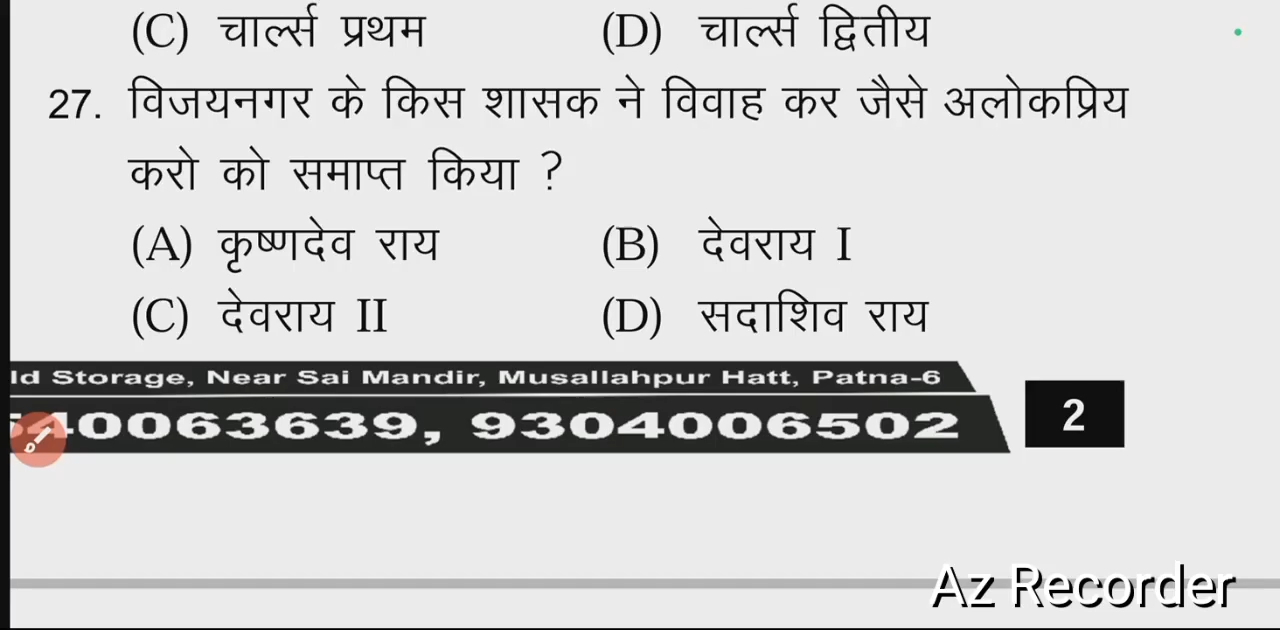 (C) चार्ल्स प्रथम (D) चार्ल्स द्वितीय
27. विजयनगर के किस शासक ने विवाह कर जैसे अलोकप्रिय
करो को समाप्त किया ?
(A) कृष्णदेव राय (B) देवराय I
(C) देवराय II (D) सदाशिव राय
ld Storage, Near Sai Mandir, Musallahpur Hatt, Patna-6
40063639, 9304006502
2
Az Recorder